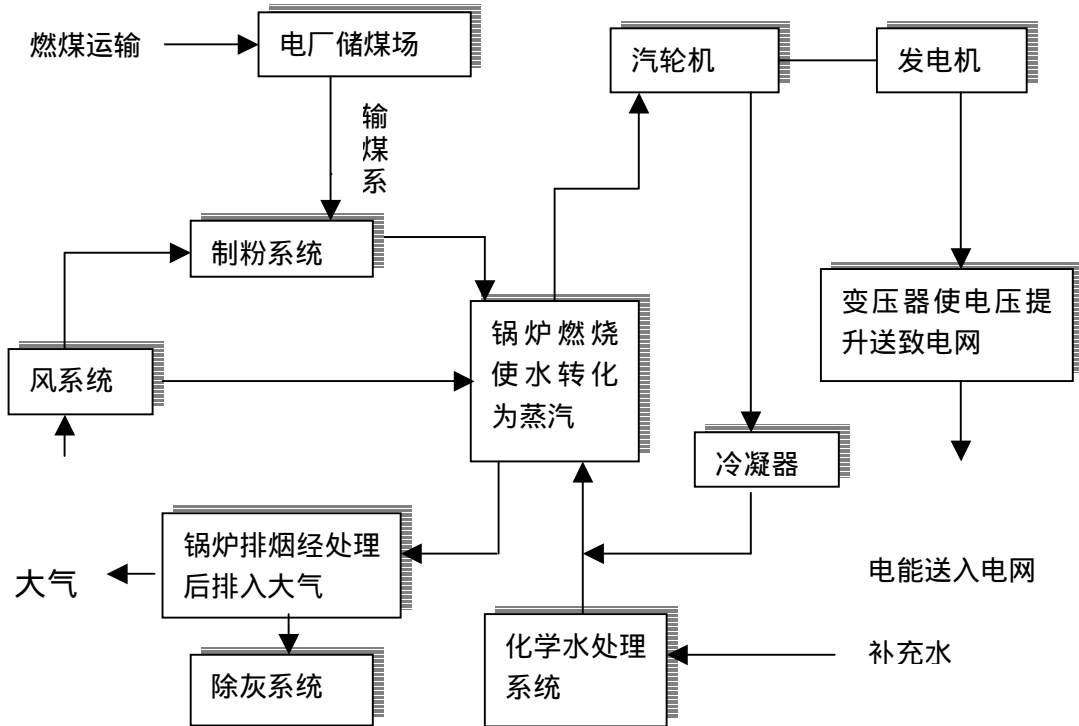 燃煤运输
电厂储煤场
汽轮机
发电机
输
煤
系
制粉系统
变压器使电压提
升送致电网
锅炉燃烧
使水转化
为蒸汽
风系统
冷凝器
锅炉排烟经处理
后排入大气
大气
电能送入电网
化学水处理
系统
补充水
除灰系统